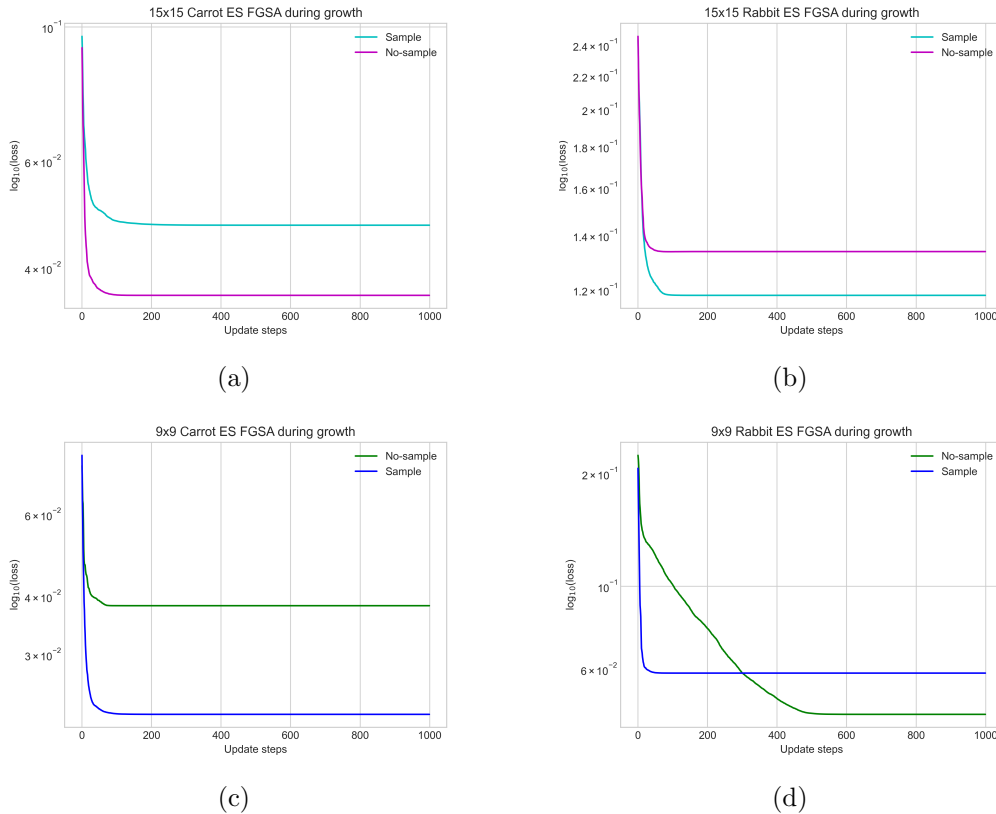 15x15 Carrot ES FGSA during growth
10⁻¹
6 × 10⁻²
4 × 10⁻²
log₁₀(loss)
Sample
No-sample
0 200 400 600 800 1000
Update steps
(a)
15x15 Rabbit ES FGSA during growth
2.4 × 10⁻¹
2.2 × 10⁻¹
2 × 10⁻¹
1.8 × 10⁻¹
1.6 × 10⁻¹
1.4 × 10⁻¹
1.2 × 10⁻¹
log₁₀(loss)
Sample
No-sample
0 200 400 600 800 1000
Update steps
(b)
9x9 Carrot ES FGSA during growth
6 × 10⁻²
4 × 10⁻²
3 × 10⁻²
log₁₀(loss)
No-sample
Sample
0 200 400 600 800 1000
Update steps
(c)
9x9 Rabbit ES FGSA during growth
2 × 10⁻¹
10⁻¹
6 × 10⁻²
log₁₀(loss)
No-sample
Sample
0 200 400 600 800 1000
Update steps
(d)